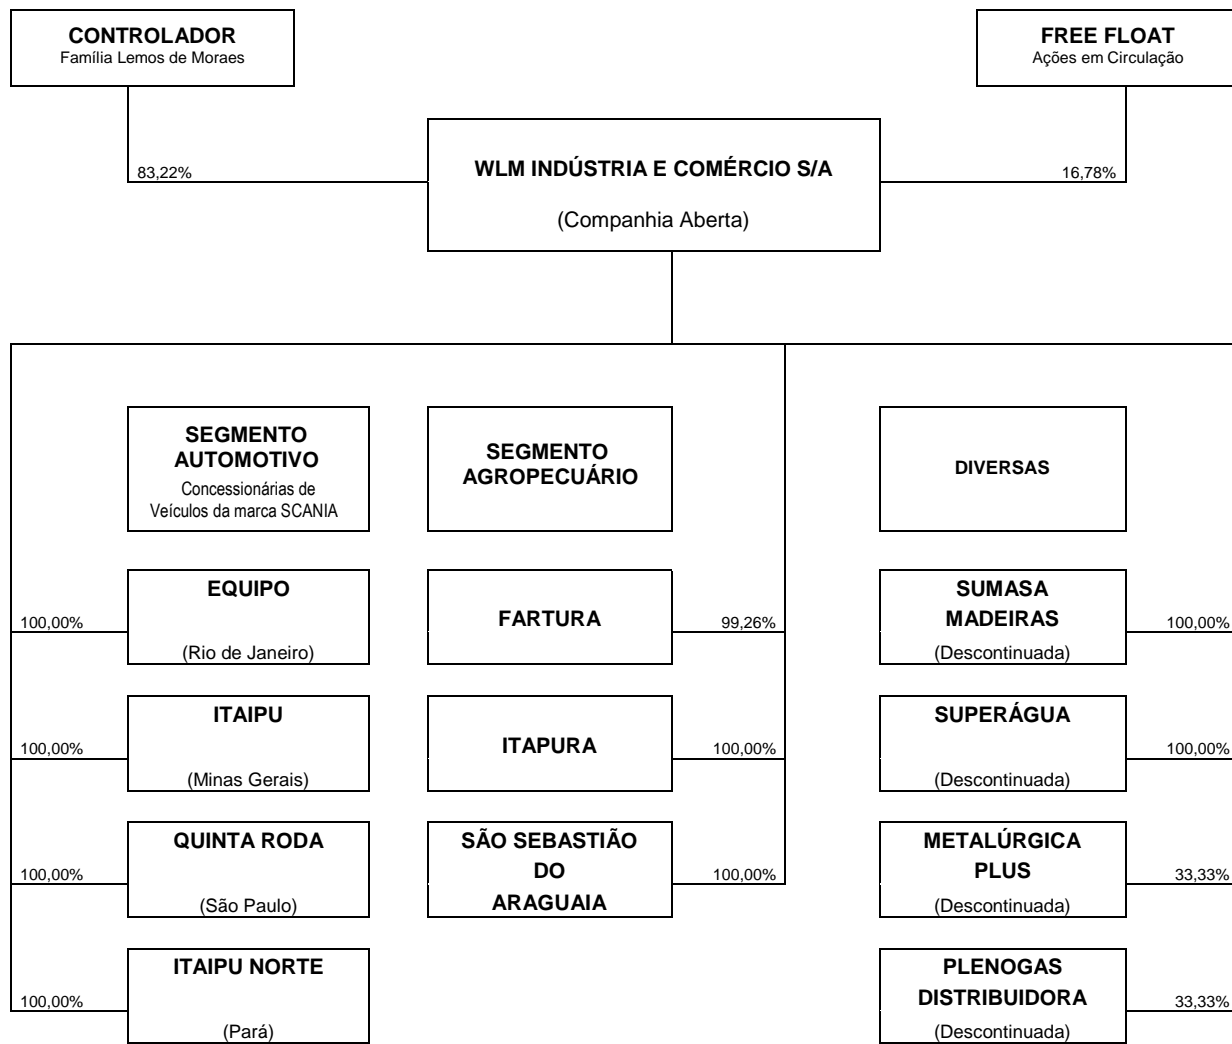 CONTROLADOR
Família Lemos de Moraes
FREE FLOAT
Ações em Circulação
83,22%
WLM INDÚSTRIA E COMÉRCIO S/A
(Companhia Aberta)
16,78%
SEGMENTO
AUTOMOTIVO
Concessionárias de
Veículos da marca SCANIA
SEGMENTO
AGROPECUÁRIO
DIVERSAS
100,00%
EQUIPO
(Rio de Janeiro)
FARTURA
99,26%
SUMASA
MADEIRAS
(Descontinuada)
100,00%
100,00%
ITAIPU
(Minas Gerais)
ITAPURA
100,00%
SUPERÁGUA
(Descontinuada)
100,00%
100,00%
QUINTA RODA
(São Paulo)
SÃO SEBASTIÃO
DO
ARAGUAIA
100,00%
METALÚRGICA
PLUS
(Descontinuada)
33,33%
100,00%
ITAIPU NORTE
(Pará)
PLENOGAS
DISTRIBUIDORA
(Descontinuada)
33,33%